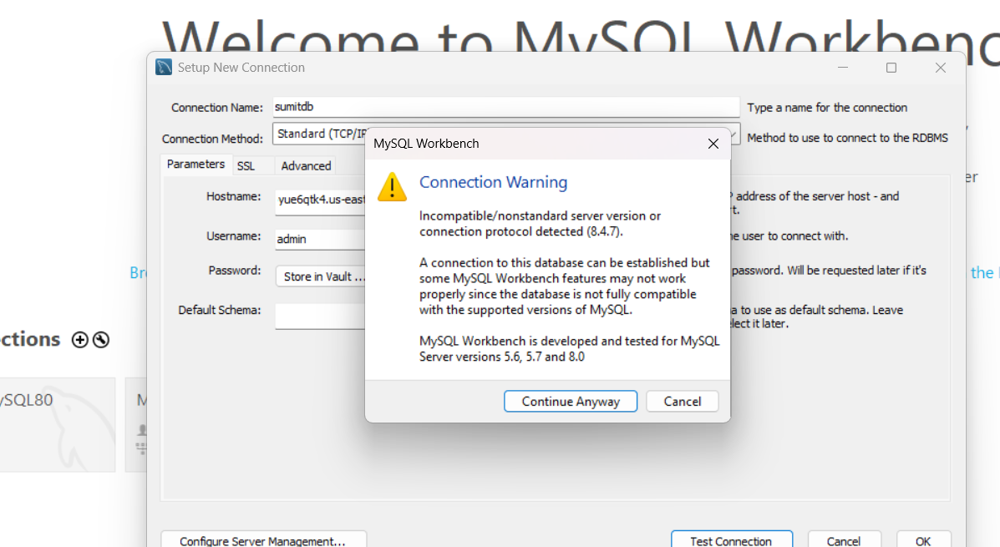 Welcome to MySQL Workbenc
Setup New Connection
Connection Name:
sumitdb
Type a name for the connection
Connection Method:
Standard (TCP/IP
Method to use to connect to the RDBMS
Parameters
SSL
Advanced
Hostname:
yue6qtk4.us-east
P address of the server host - and
rt.
Username:
admin
he user to connect with.
Password:
Store in Vault ...
password. Will be requested later if it's
Default Schema:
a to use as default schema. Leave
elect it later.
MySQL Workbench
Connection Warning
Incompatible/nonstandard server version or
connection protocol detected (8.4.7).
A connection to this database can be established but
some MySQL Workbench features may not work
properly since the database is not fully compatible
with the supported versions of MySQL.
MySQL Workbench is developed and tested for MySQL
Server versions 5.6, 5.7 and 8.0
Continue Anyway
Cancel
er
Bro
the
ctions
ySQL80
M
Configure Server Management...
Test Connection
Cancel
OK